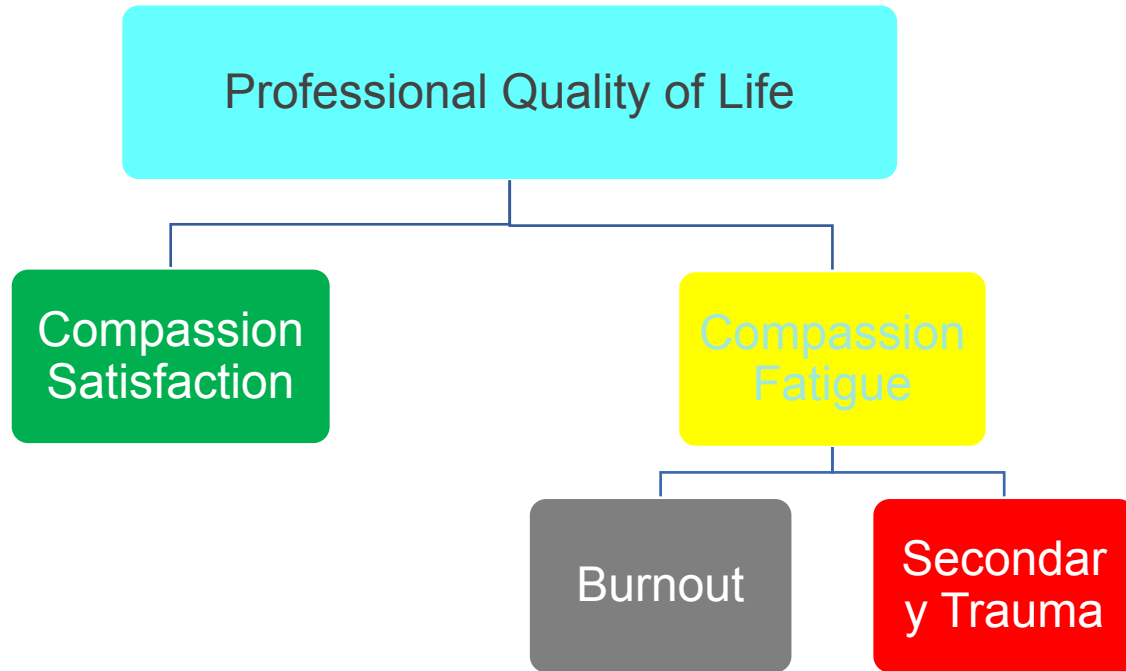 Professional Quality of Life
Compassion
Satisfaction
Compassion
Fatigue
Burnout
Secondar
y Trauma